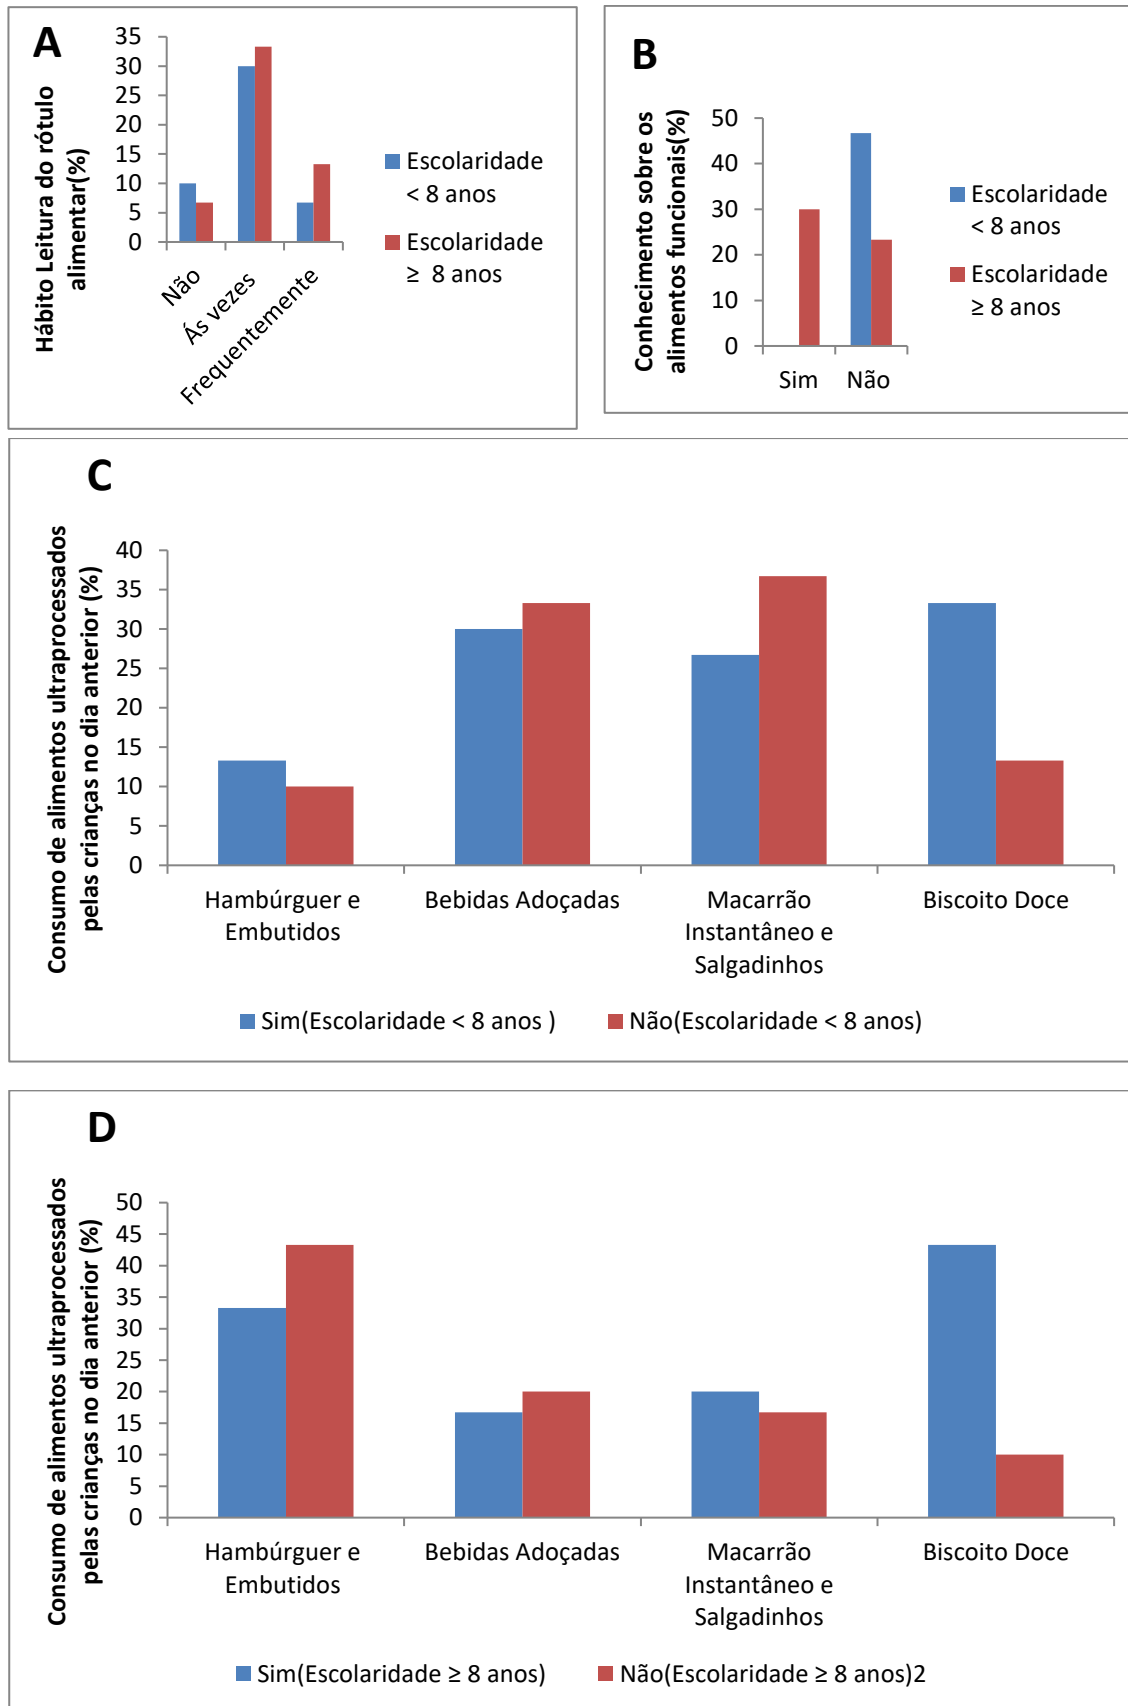 A
Hábito Leitura do rótulo
alimentar(%)
35
30
25
20
15
10
5
0
Não
Ás vezes
Frequentemente
Escolaridade
< 8 anos
Escolaridade
≥ 8 anos
B
Conhecimento sobre os
alimentos funcionais(%)
50
40
30
20
10
0
Sim
Não
Escolaridade
< 8 anos
Escolaridade
≥ 8 anos
C
Consumo de alimentos ultraprocessados
pelas crianças no dia anterior (%)
40
35
30
25
20
15
10
5
0
Hambúrguer e
Embutidos
Bebidas Adoçadas
Macarrão
Instantâneo e
Salgadinhos
Biscoito Doce
Sim(Escolaridade < 8 anos )
Não(Escolaridade < 8 anos)
D
Consumo de alimentos ultraprocessados
pelas crianças no dia anterior (%)
50
45
40
35
30
25
20
15
10
5
0
Hambúrguer e
Embutidos
Bebidas Adoçadas
Macarrão
Instantâneo e
Salgadinhos
Biscoito Doce
Sim(Escolaridade ≥ 8 anos)
Não(Escolaridade ≥ 8 anos)2